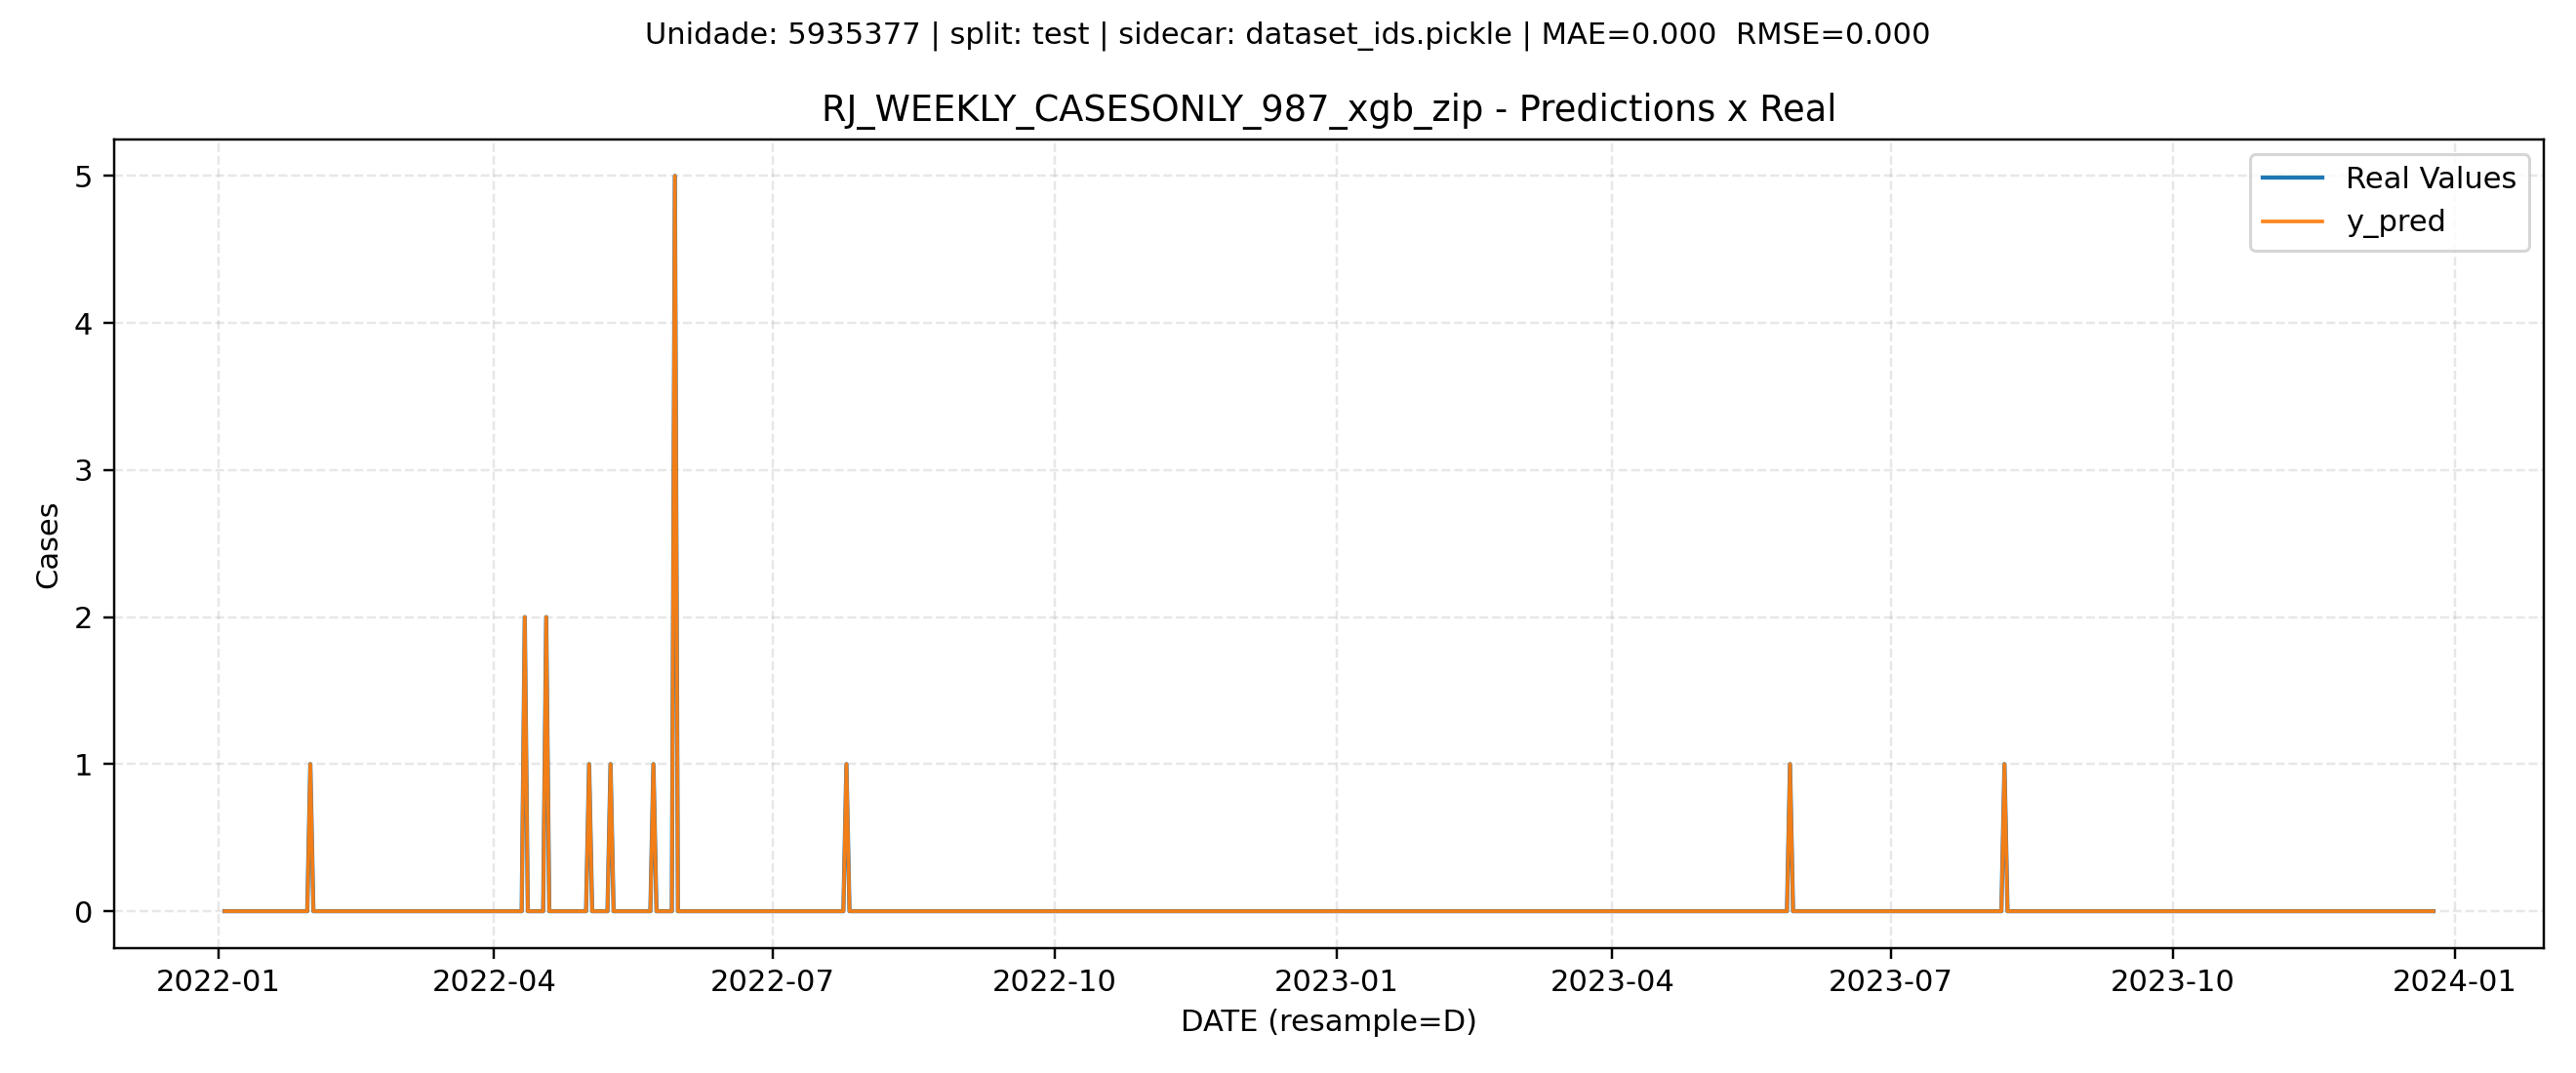 Unidade: 5935377 | split: test | sidecar: dataset_ids.pickle | MAE=0.000  RMSE=0.000
RJ_WEEKLY_CASESONLY_987_xgb_zip - Predictions x Real
Real Values
y_pred
5
4
3
2
1
0
Cases
2022-01
2022-04
2022-07
2022-10
2023-01
2023-04
2023-07
2023-10
2024-01
DATE (resample=D)